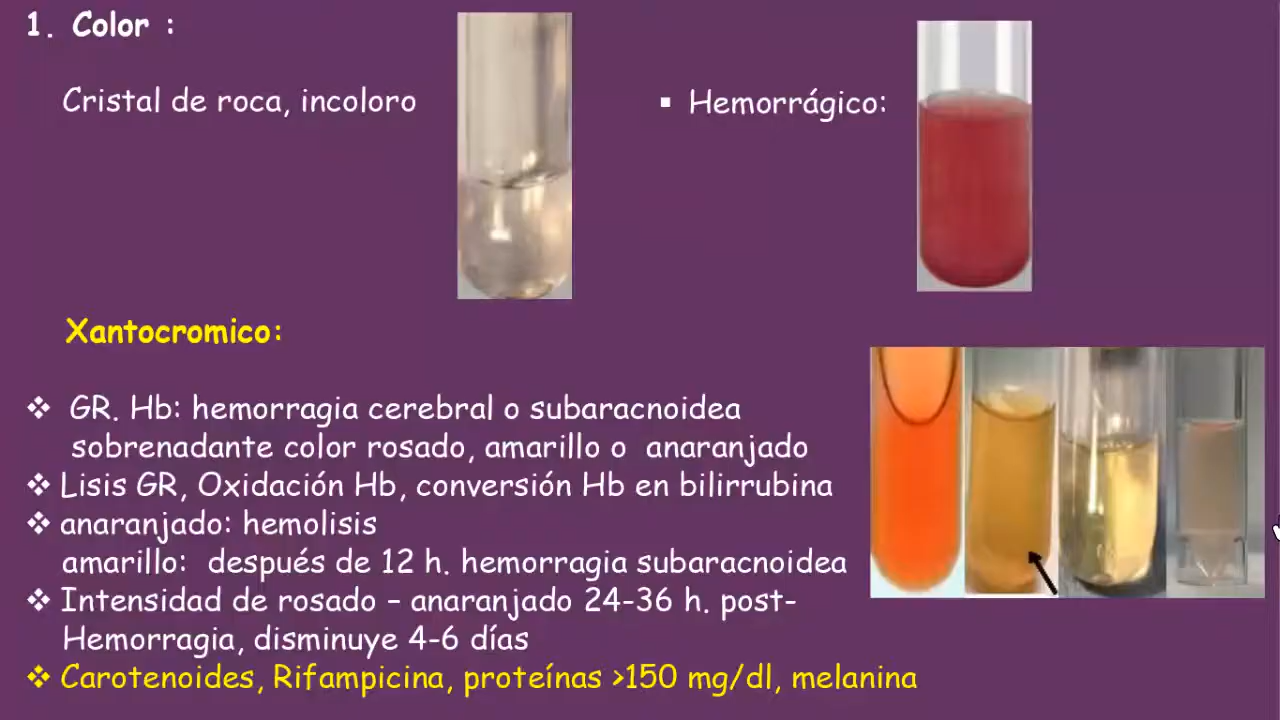 1. Color :
Cristal de roca, incoloro
▪ Hemorrágico:
Xantocromico:
❖ GR. Hb: hemorragia cerebral o subaracnoidea
sobrenadante color rosado, amarillo o anaranjado
❖ Lisis GR, Oxidación Hb, conversión Hb en bilirrubina
❖ anaranjado: hemolisis
amarillo: después de 12 h. hemorragia subaracnoidea
❖ Intensidad de rosado – anaranjado 24-36 h. post-
Hemorragia, disminuye 4-6 días
❖ Carotenoides, Rifampicina, proteínas >150 mg/dl, melanina